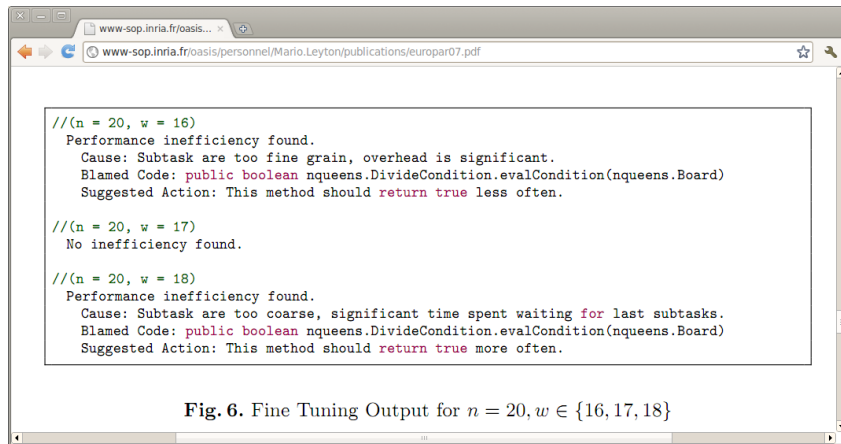 www-sop.inria.fr/oasis...
www-sop.inria.fr/oasis/personnel/Mario.Leyton/publications/europar07.pdf
//(n = 20, w = 16)
Performance inefficiency found.
Cause: Subtask are too fine grain, overhead is significant.
Blamed Code: public boolean nqueens.DivideCondition.evalCondition(nqueens.Board)
Suggested Action: This method should return true less often.
//(n = 20, w = 17)
No inefficiency found.
//(n = 20, w = 18)
Performance inefficiency found.
Cause: Subtask are too coarse, significant time spent waiting for last subtasks.
Blamed Code: public boolean nqueens.DivideCondition.evalCondition(nqueens.Board)
Suggested Action: This method should return true more often.
Fig. 6. Fine Tuning Output for n = 20, w ∈ {16, 17, 18}